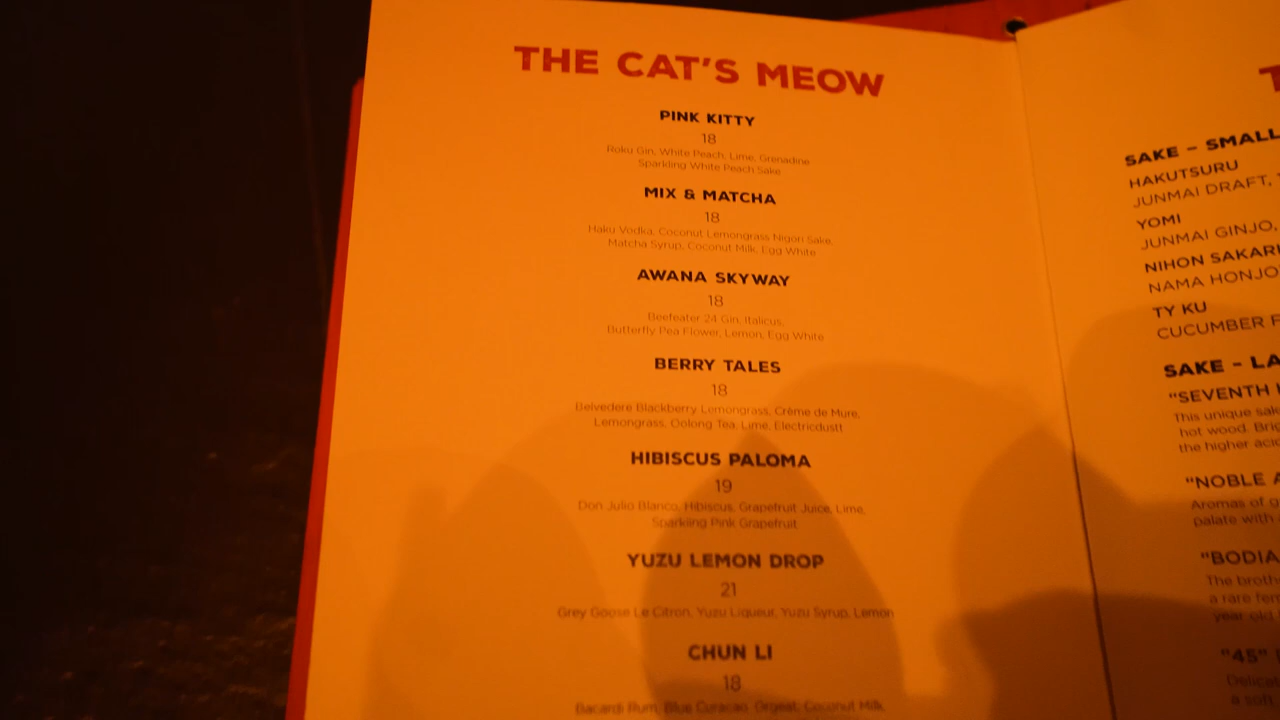 THE CAT'S MEOW
PINK KITTY
18
Roku Gin, White Peach, Lime, Grenadine
Sparkling White Peach Sake
MIX & MATCHA
18
Haku Vodka, Coconut Lemongrass Nigori Sake,
Matcha Syrup, Coconut Milk, Egg White
AWANA SKYWAY
18
Beefeater 24 Gin, Italicus,
Butterfly Pea Flower, Lemon, Egg White
BERRY TALES
18
Belvedere Blackberry Lemongrass, Crème de Mure,
Lemongrass, Oolong Tea, Lime, Electricdustt
HIBISCUS PALOMA
19
Don Julio Blanco, Hibiscus, Grapefruit Juice, Lime,
Sparkling Pink Grapefruit
YUZU LEMON DROP
21
Grey Goose Le Citron, Yuzu Liqueur, Yuzu Syrup, Lemon
CHUN LI
18
Bacardi Rum, Blue Curacao, Orgeat, Coconut Milk,
T
SAKE – SMALL
HAKUTSURU
JUNMAI DRAFT,
YOMI
JUNMAI GINJO,
NIHON SAKARI
NAMA HONJO
TY KU
CUCUMBER F
SAKE – LA
"SEVENTH
This unique
hot wood.
the higher
"NOBLE A
Aromas of
palate with
"BODIA
The broth
a rare
year old
"45"
a